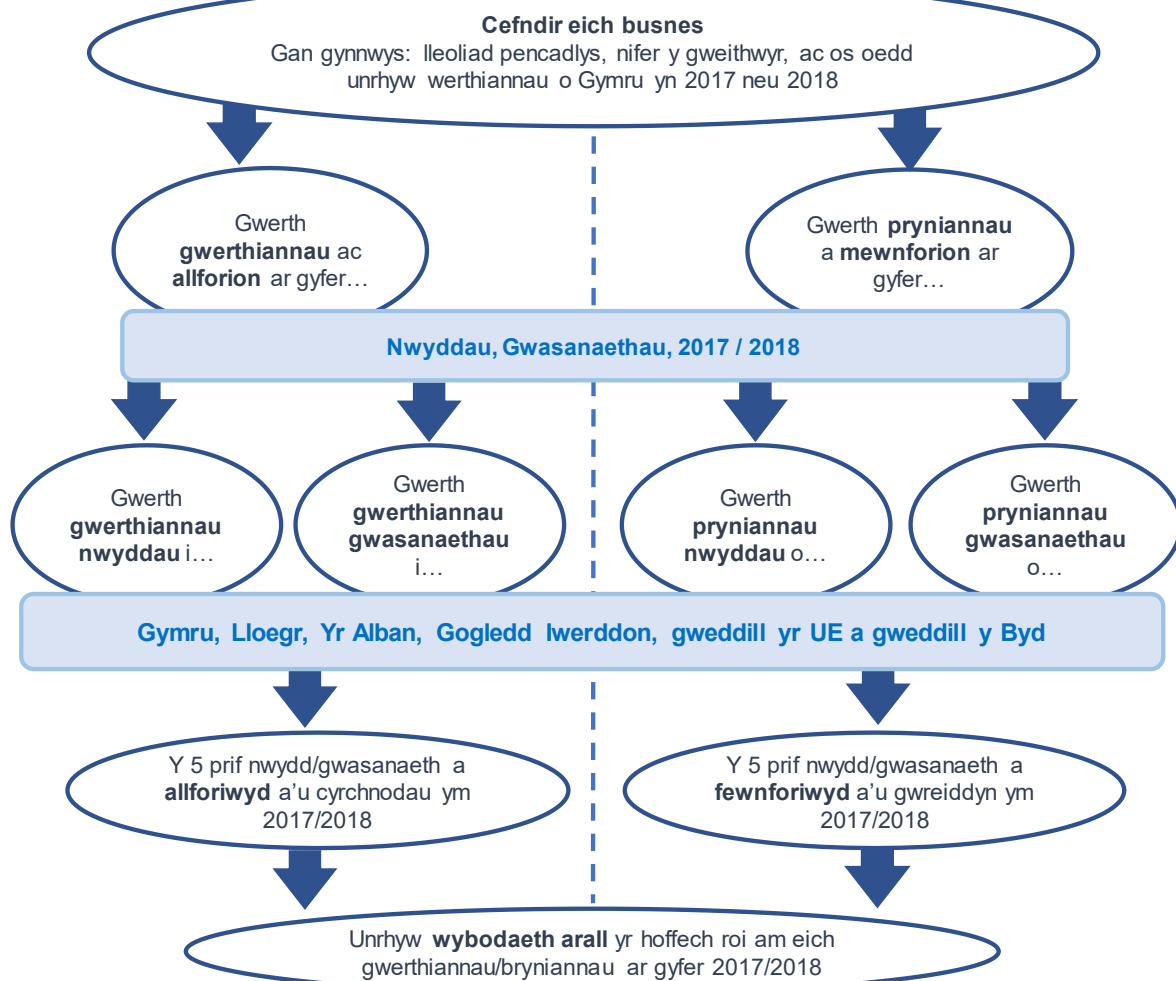 Cefndir eich busnes
Gan gynnwys: lleoliad pencadlys, nifer y gweithwyr, ac os oedd
unrhyw werthiannau o Gymru yn 2017 neu 2018
Gwerth
gwerthiannau ac
allforion ar gyfer…
Gwerth pryniannau
a mewnforion ar
gyfer…
Nwyddau, Gwasanaethau, 2017 / 2018
Gwerth
gwerthiannau
nwyddau i…
Gwerth
gwerthiannau
gwasanaethau
i…
Gwerth
pryniannau
nwyddau o…
Gwerth
pryniannau
gwasanaethau
o…
Gymru, Lloegr, Yr Alban, Gogledd Iwerddon, gweddill yr UE a gweddill y Byd
Y 5 prif nwydd/gwasanaeth a
allforiwyd a'u cyrchnodau ym
2017/2018
Y 5 prif nwydd/gwasanaeth a
fewnforiwyd a'u gwreiddyn ym
2017/2018
Unrhyw wybodaeth arall yr hoffech roi am eich
gwerthiannau/bryniannau ar gyfer 2017/2018